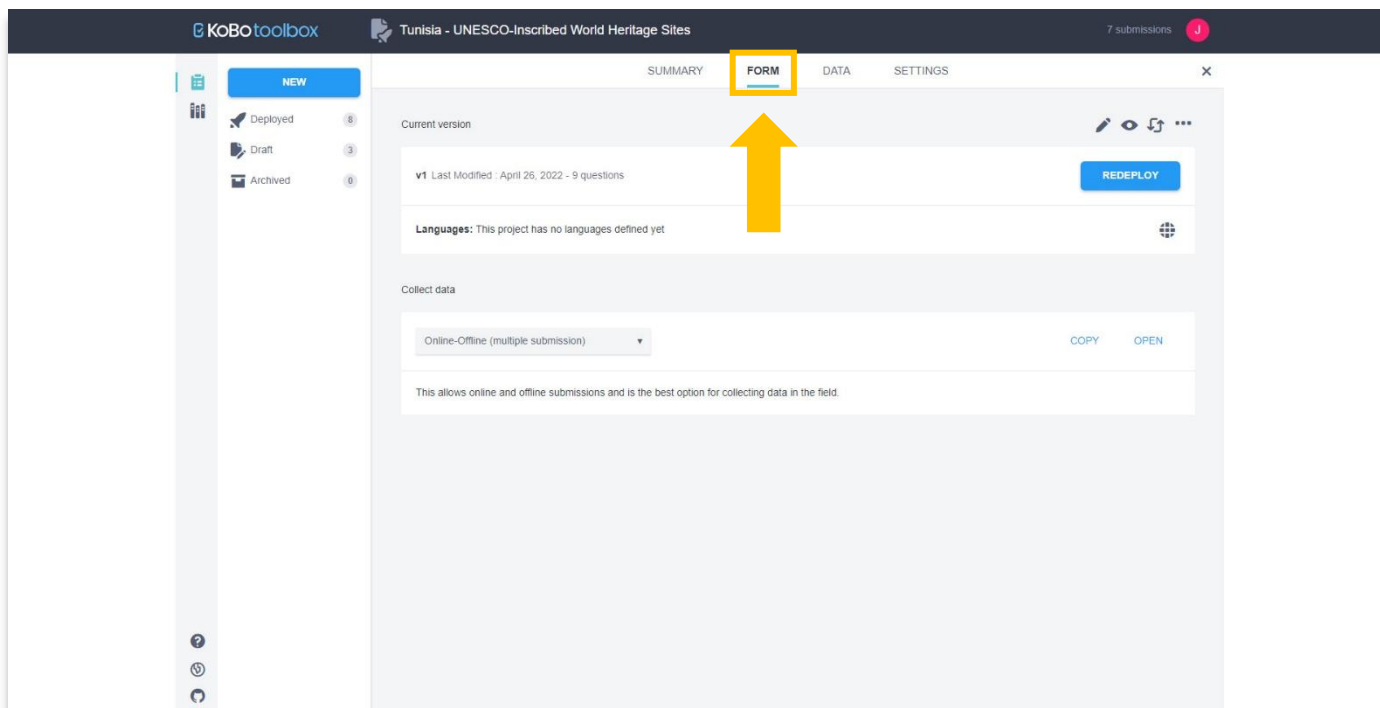 KoBotoolbox
Tunisia - UNESCO-Inscribed World Heritage Sites
7 submissions
J
NEW
Deployed 8
Draft 3
Archived 0
SUMMARY FORM DATA SETTINGS
Current version
v1 Last Modified : April 26, 2022 - 9 questions
REDEPLOY
Languages: This project has no languages defined yet
Collect data
Online-Offline (multiple submission)
COPY OPEN
This allows online and offline submissions and is the best option for collecting data in the field.